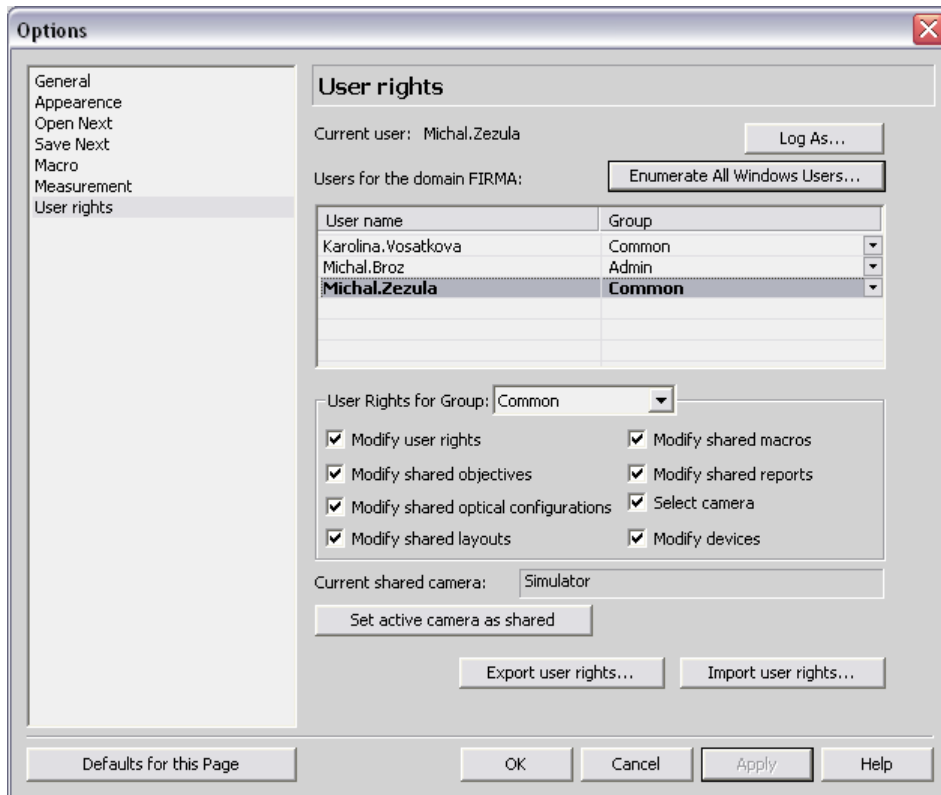 Options
General
Appearence
Open Next
Save Next
Macro
Measurement
User rights
User rights
Current user: Michal.Zezula
Log As...
Users for the domain FIRMA:
Enumerate All Windows Users...
User name Group
Karolina.Vosatkova Common
Michal.Broz Admin
Michal.Zezula Common
User Rights for Group: Common
Modify user rights Modify shared macros
Modify shared objectives Modify shared reports
Modify shared optical configurations Select camera
Modify shared layouts Modify devices
Current shared camera: Simulator
Set active camera as shared
Export user rights... Import user rights...
Defaults for this Page OK Cancel Apply Help